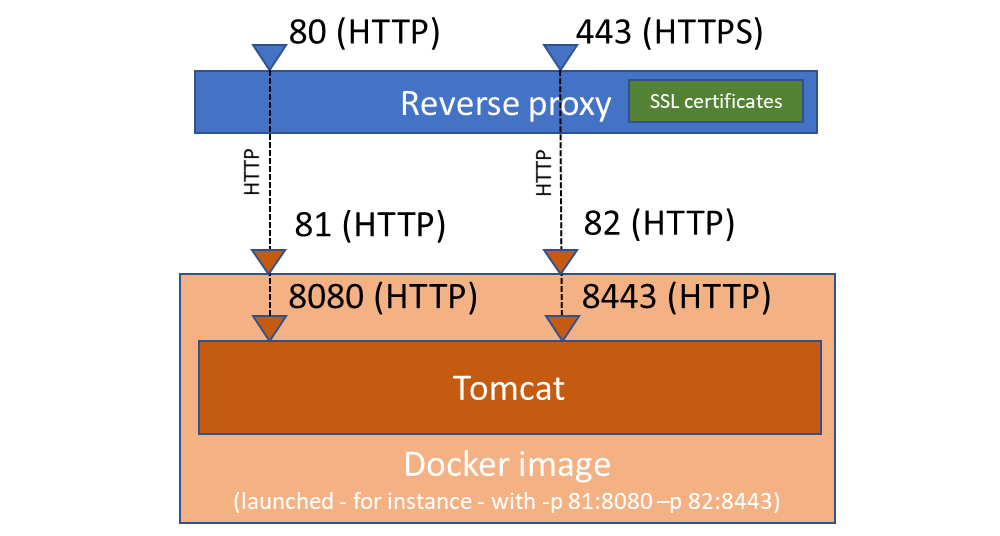 80 (HTTP)
443 (HTTPS)
Reverse proxy
SSL certificates
HTTP
HTTP
81 (HTTP)
82 (HTTP)
8080 (HTTP)
8443 (HTTP)
Tomcat
Docker image
(launched - for instance - with -p 81:8080 –p 82:8443)